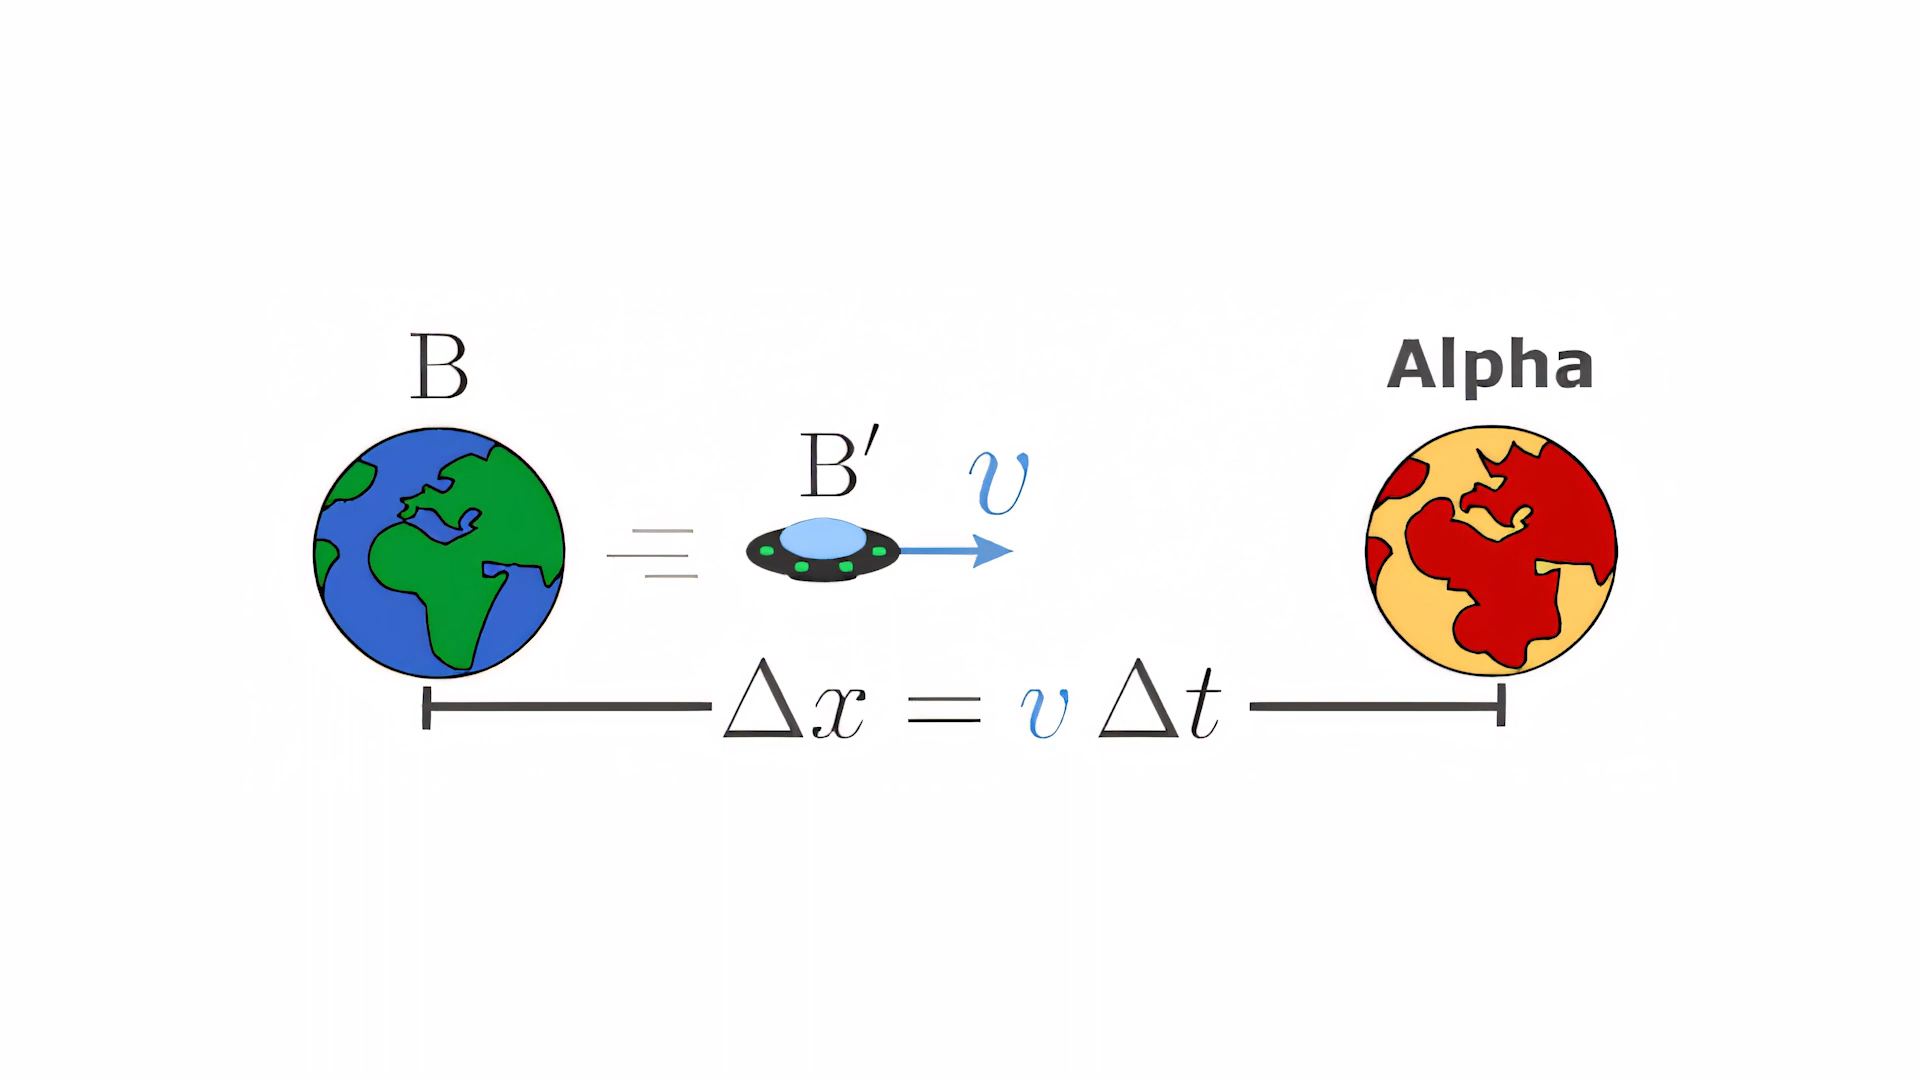 B
Alpha
B′
v
Δx = v Δt